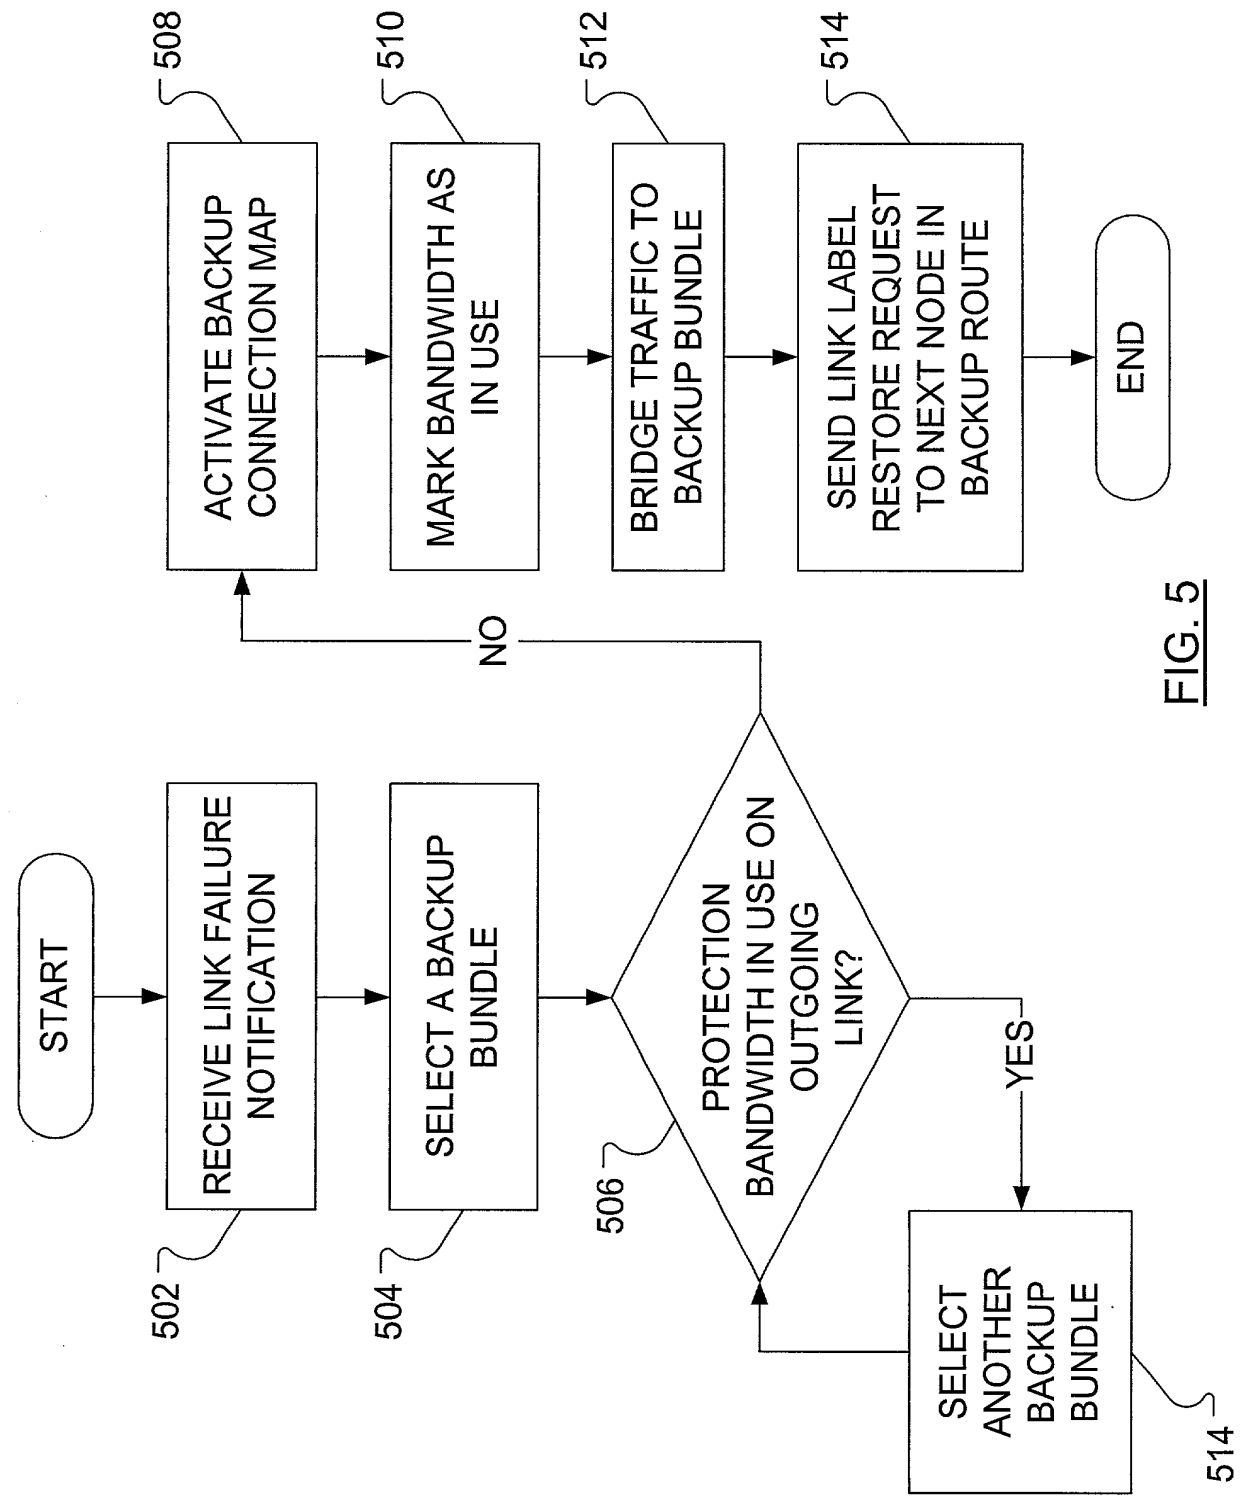 START
RECEIVE LINK FAILURE
NOTIFICATION
502
SELECT A BACKUP
BUNDLE
504
PROTECTION
BANDWIDTH IN USE ON
OUTGOING
LINK?
506
YES
SELECT
ANOTHER
BACKUP
BUNDLE
514
NO
ACTIVATE BACKUP
CONNECTION MAP
508
MARK BANDWIDTH AS
IN USE
510
BRIDGE TRAFFIC TO
BACKUP BUNDLE
512
SEND LINK LABEL
RESTORE REQUEST
TO NEXT NODE IN
BACKUP ROUTE
514
END
FIG. 5